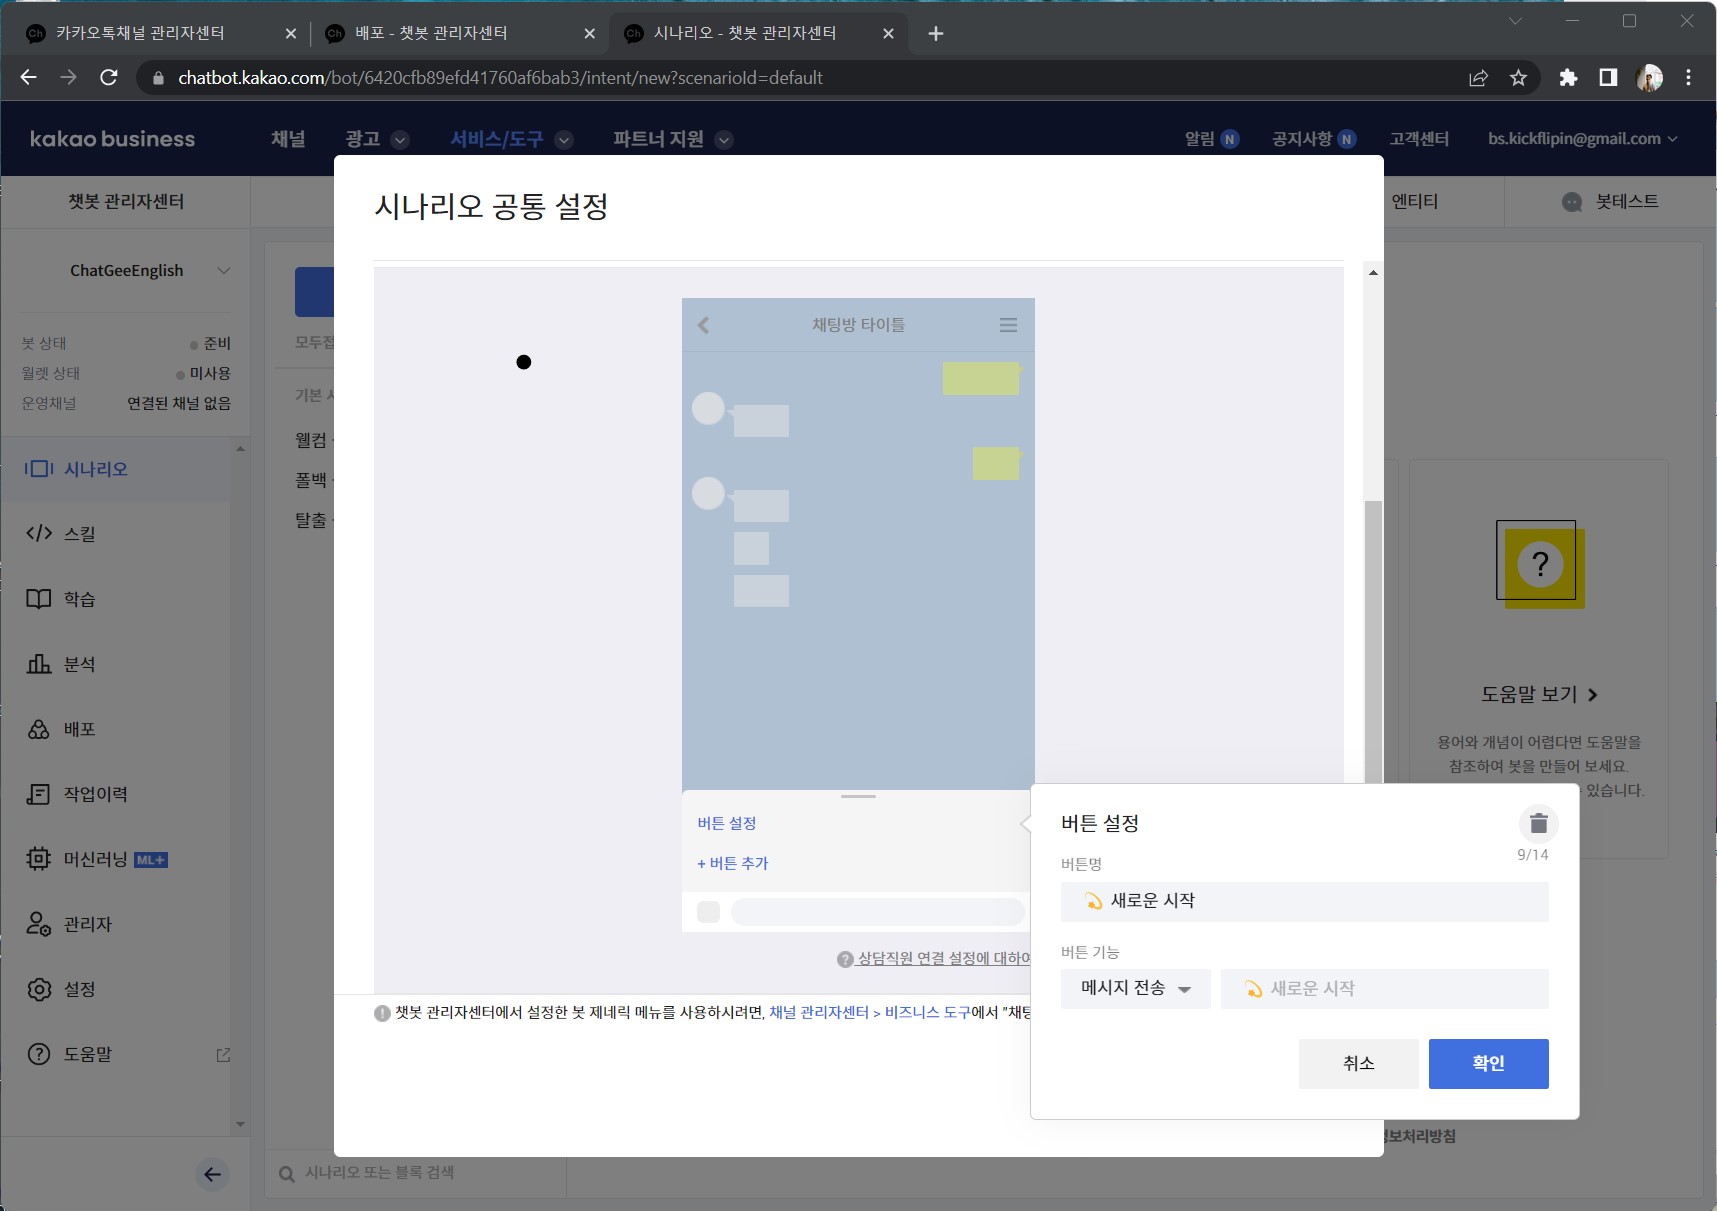 카카오톡채널 관리자센터
배포 - 챗봇 관리자센터
시나리오 - 챗봇 관리자센터
chatbot.kakao.com/bot/6420cfb89efd41760af6bab3/intent/new?scenarioId=default
kakao business
채널
광고
서비스/도구
파트너 지원
알림 N
공지사항 N
고객센터
bs.kickflipin@gmail.com
챗봇 관리자센터
엔티티
봇테스트
ChatGeeEnglish
봇 상태 준비
월렛 상태 미사용
운영채널 연결된 채널 없음
시나리오
스킬
학습
분석
배포
작업이력
머신러닝 ML+
관리자
설정
도움말
모두접
기본
웰컴
폴백
탈출
시나리오 또는 블록 검색
시나리오 공통 설정
채팅방 타이틀
버튼 설정
+ 버튼 추가
? 상담직원 연결 설정에 대하여
! 챗봇 관리자센터에서 설정한 봇 제네릭 메뉴를 사용하시려면, 채널 관리자센터 > 비즈니스 도구에서 "채팅
?
도움말 보기
용어와 개념이 어렵다면 도움말을
참조하여 봇을 만들어 보세요.
있습니다.
버튼 설정
9/14
버튼명
💫 새로운 시작
버튼 기능
메시지 전송
💫 새로운 시작
취소
확인
정보처리방침